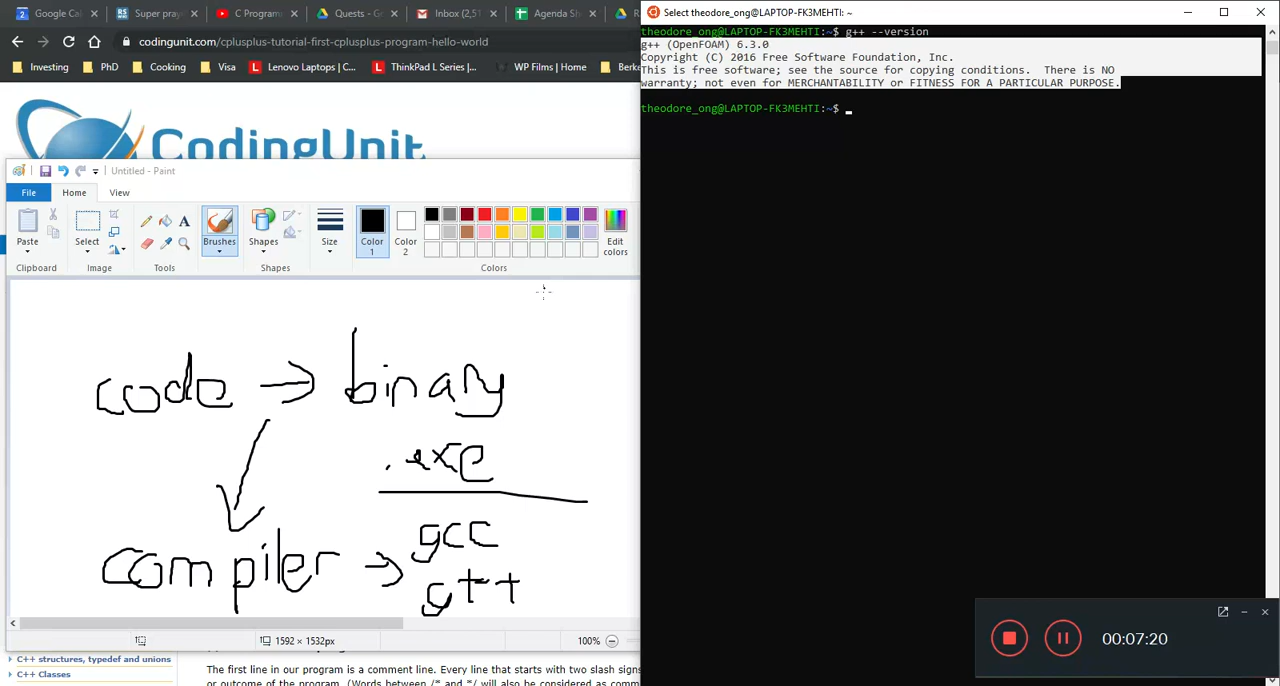 Google Cal
Super pray
C Program
Quests - Gr
Inbox (2,51
Agenda Sh
codingunit.com/cplusplus-tutorial-first-cplusplus-program-hello-world
Investing
PhD
Cooking
Visa
Lenovo Laptops | C...
ThinkPad L Series |...
WP Films | Home
Berke
CodingUnit
Untitled - Paint
File
Home
View
Paste
Select
Brushes
Shapes
Size
Color
1
Color
2
Edit
colors
Clipboard
Image
Tools
Shapes
Colors
code → binary
.exe
compiler → gcc
g++
1592 × 1532px
100%
C++ structures, typedef and unions
C++ Classes
The first line in our program is a comment line. Every line that starts with two slash signs
or outcome of the program. (Words between /* and */ will also be considered as comm
Select theodore_ong@LAPTOP-FK3MEHTI: ~
theodore_ong@LAPTOP-FK3MEHTI:~$ g++ --version
g++ (OpenFOAM) 6.3.0
Copyright (C) 2016 Free Software Foundation, Inc.
This is free software; see the source for copying conditions.  There is NO
warranty; not even for MERCHANTABILITY or FITNESS FOR A PARTICULAR PURPOSE.
theodore_ong@LAPTOP-FK3MEHTI:~$
00:07:20